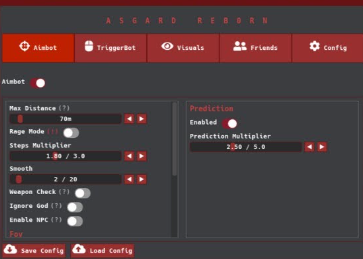 ASGARD REBORN
Aimbot TriggerBot Visuals Friends Config
Aimbot
Max Distance (?)
70m
Rage Mode (!)
Steps Multiplier
1.00 / 3.0
Smooth
2 / 20
Weapon Check (?)
Ignore God (?)
Enable NPC (?)
Fov
Prediction
Enabled
Prediction Multiplier
2.50 / 5.0
Save Config Load Config